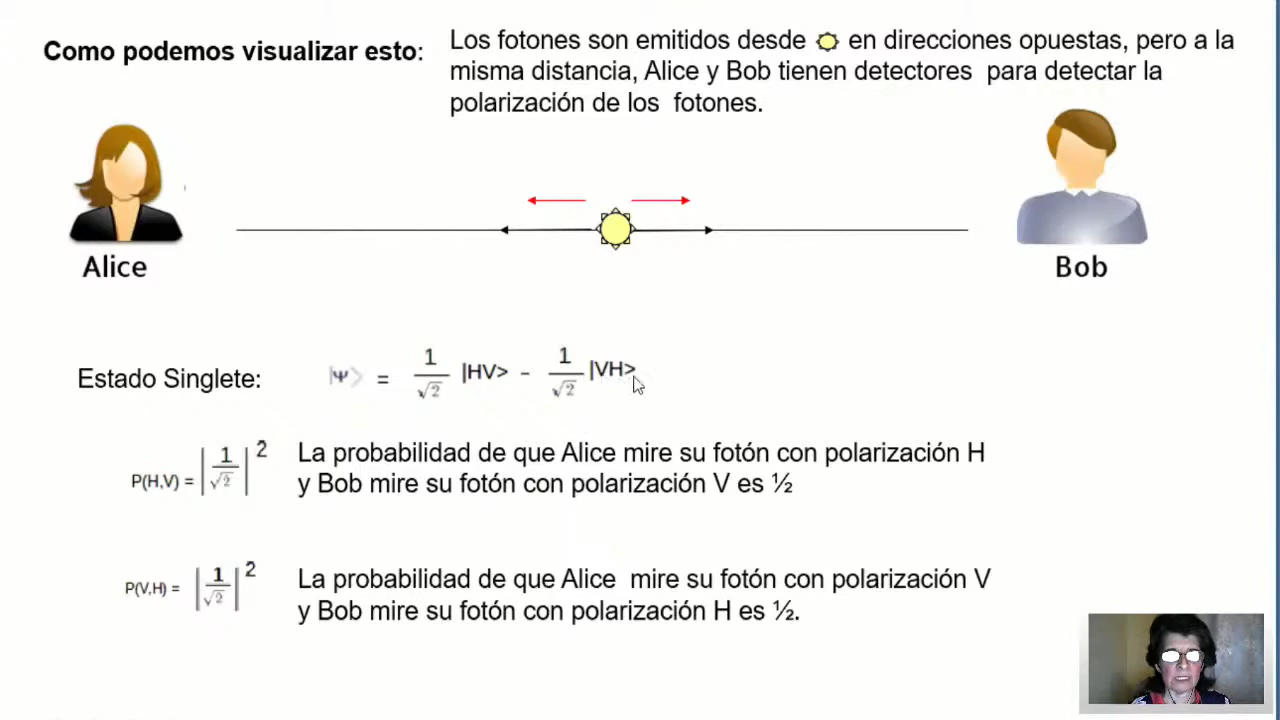 Como podemos visualizar esto:
Los fotones son emitidos desde en direcciones opuestas, pero a la
misma distancia, Alice y Bob tienen detectores para detectar la
polarización de los fotones.
Alice
Bob
Estado Singlete: |Ψ> = 1/√2 |HV> - 1/√2 |VH>
P(H,V) = |1/√2|²
La probabilidad de que Alice mire su fotón con polarización H
y Bob mire su fotón con polarización V es ½
P(V,H) = |1/√2|²
La probabilidad de que Alice mire su fotón con polarización V
y Bob mire su fotón con polarización H es ½.